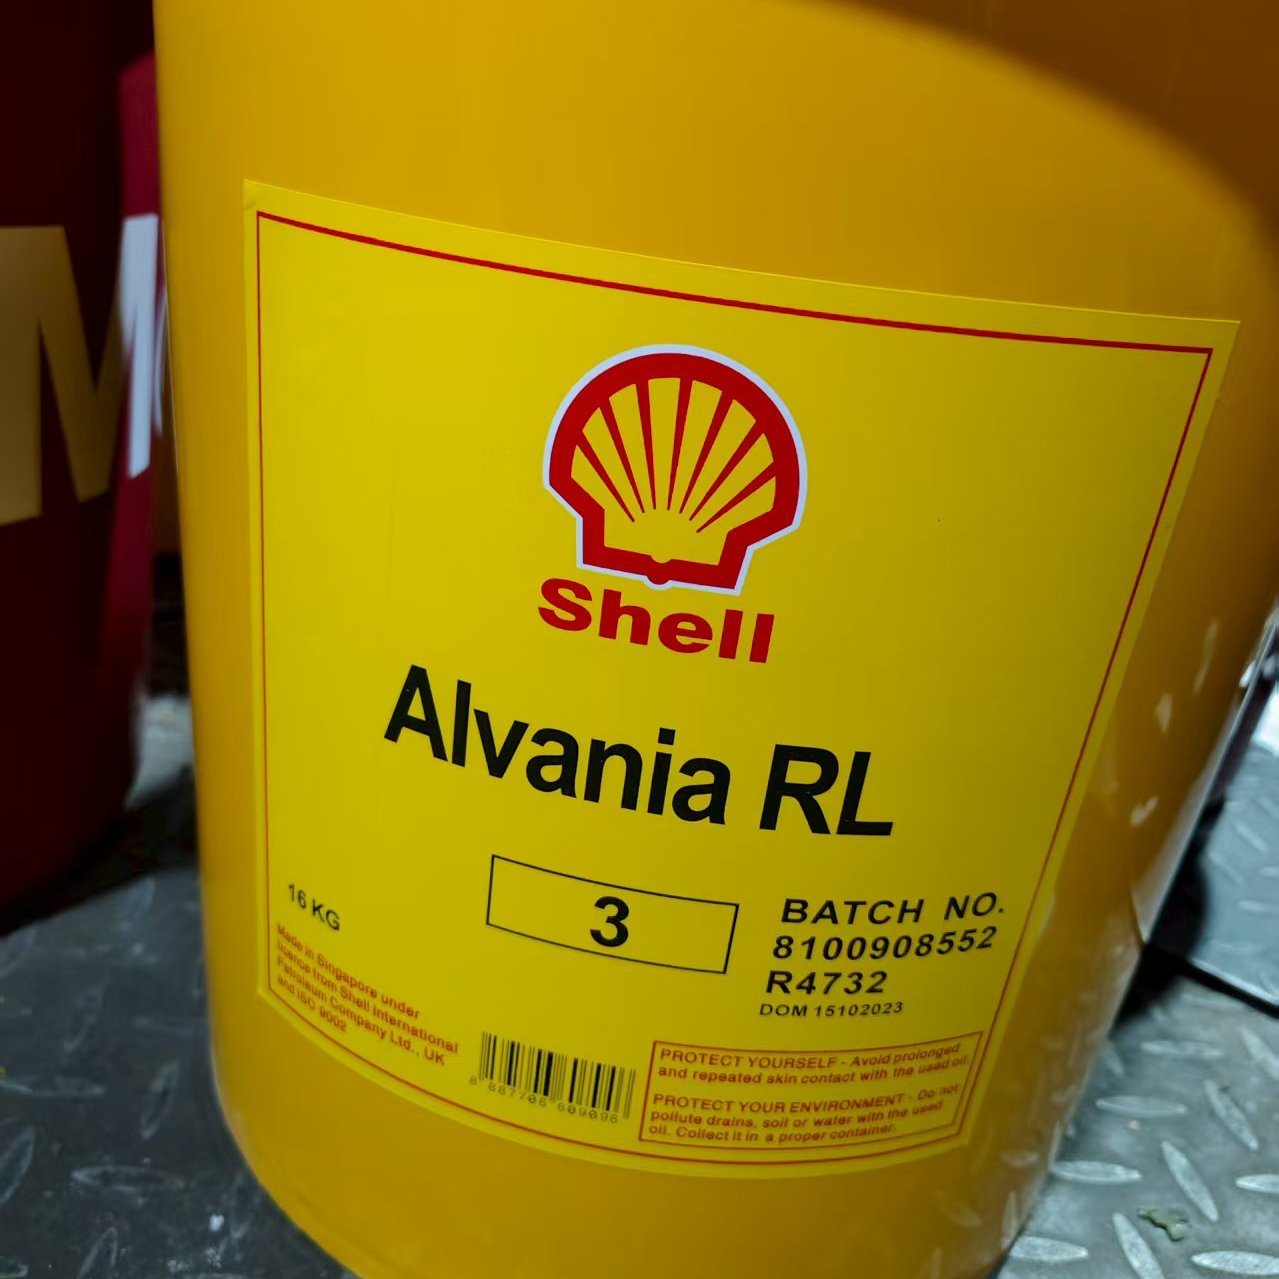 M
M
Shell
Alvania RL
3
16 KG
BATCH NO.
8100908552
R4732
DOM 15102023
Made in Singapore under
licence from Shell International
Petroleum Company Ltd., UK
and ISO 9002
8 887706 609096
PROTECT YOURSELF - Avoid prolonged
and repeated skin contact with the used oil.
PROTECT YOUR ENVIRONMENT - Do not
pollute drains, soil or water with the used
oil. Collect it in a proper container.